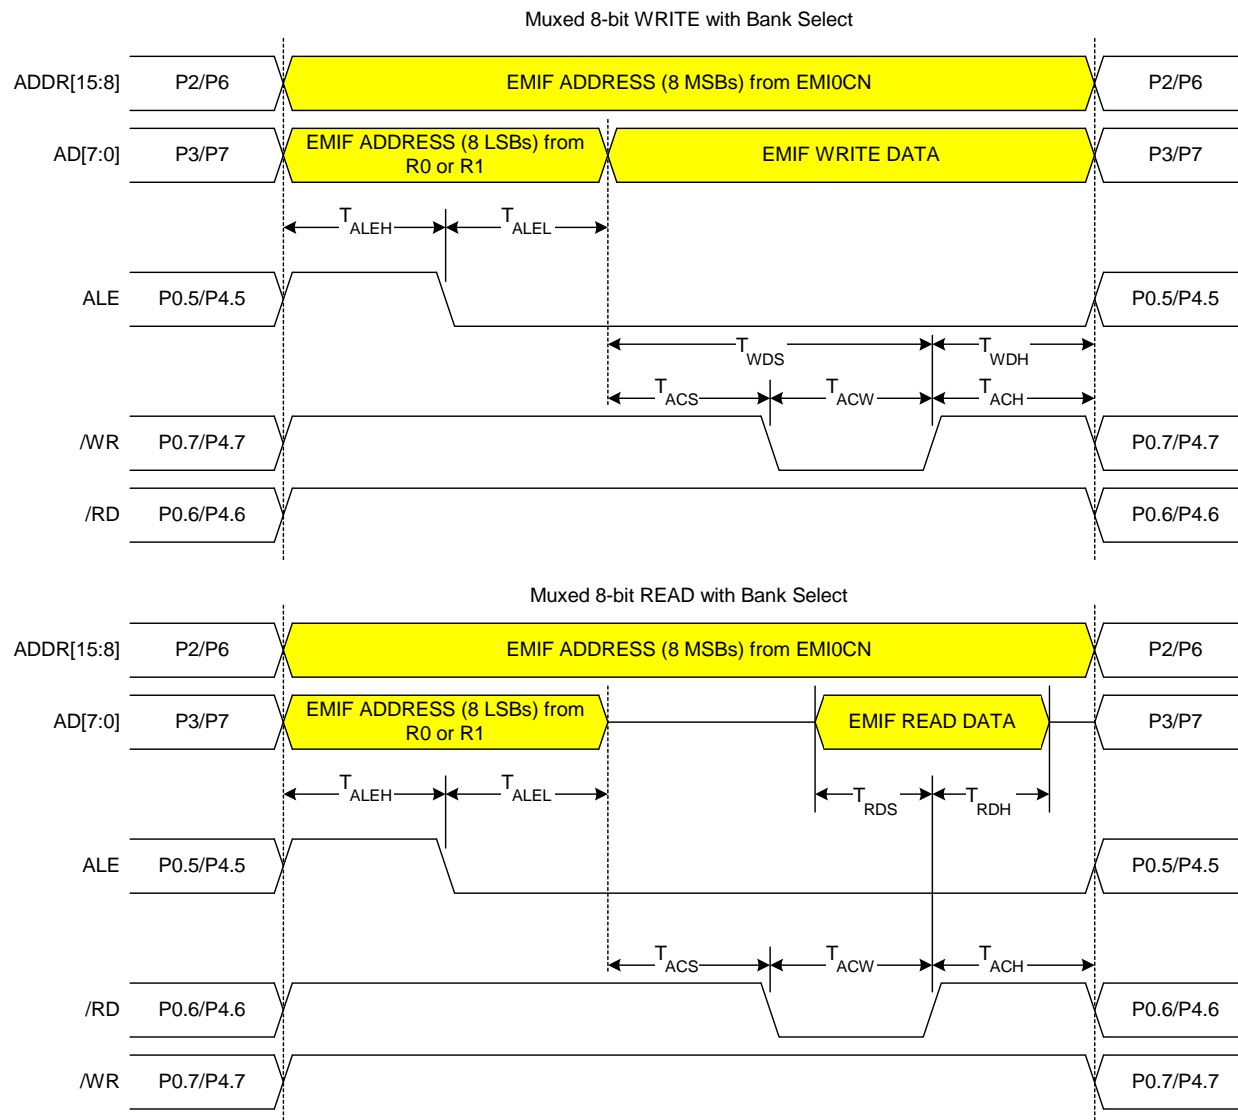 Muxed 8-bit WRITE with Bank Select
ADDR[15:8] P2/P6 EMIF ADDRESS (8 MSBs) from EMI0CN P2/P6
AD[7:0] P3/P7 EMIF ADDRESS (8 LSBs) from R0 or R1 EMIF WRITE DATA P3/P7
TALEH TALEL
ALE P0.5/P4.5 P0.5/P4.5
TWDS TWDH
TACS TACW TACH
/WR P0.7/P4.7 P0.7/P4.7
/RD P0.6/P4.6 P0.6/P4.6
Muxed 8-bit READ with Bank Select
ADDR[15:8] P2/P6 EMIF ADDRESS (8 MSBs) from EMI0CN P2/P6
AD[7:0] P3/P7 EMIF ADDRESS (8 LSBs) from R0 or R1 EMIF READ DATA P3/P7
TALEH TALEL TRDS TRDH
ALE P0.5/P4.5 P0.5/P4.5
TACS TACW TACH
/RD P0.6/P4.6 P0.6/P4.6
/WR P0.7/P4.7 P0.7/P4.7